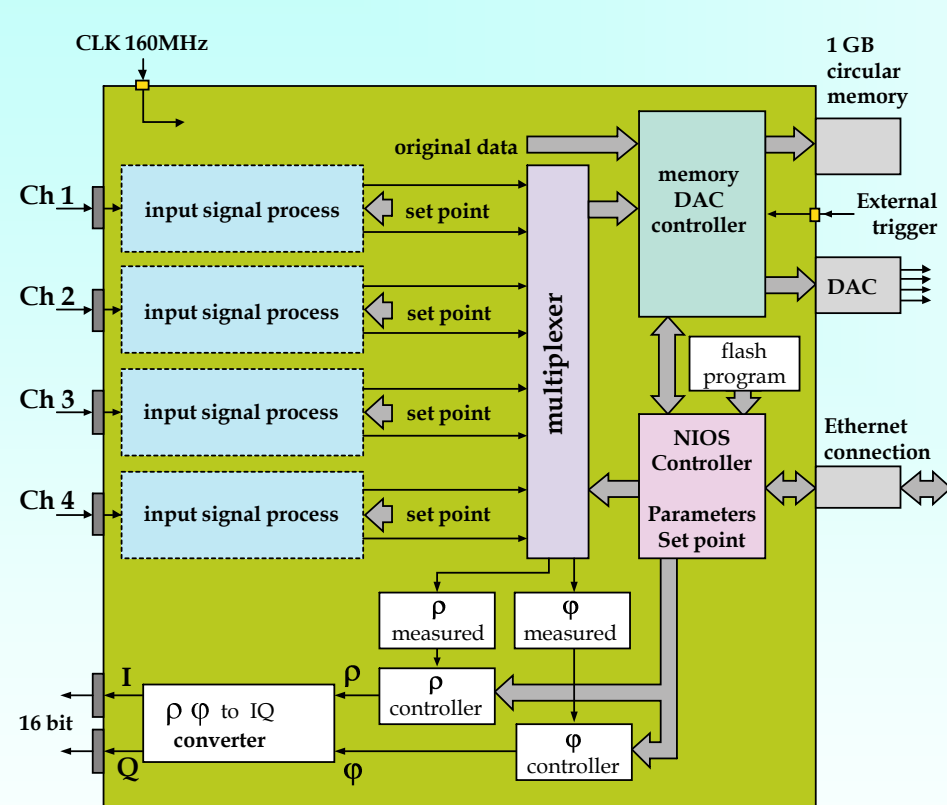 CLK 160MHz
1 GB
circular
memory
original data
memory
DAC
controller
Ch 1
input signal process
set point
External
trigger
Ch 2
input signal process
set point
DAC
multiplexer
flash
program
Ch 3
input signal process
set point
NIOS
Controller
Parameters
Set point
Ethernet
connection
Ch 4
input signal process
set point
ρ
measured
φ
measured
I
ρ
ρ
controller
16 bit
ρ φ to IQ
converter
Q
φ
φ
controller